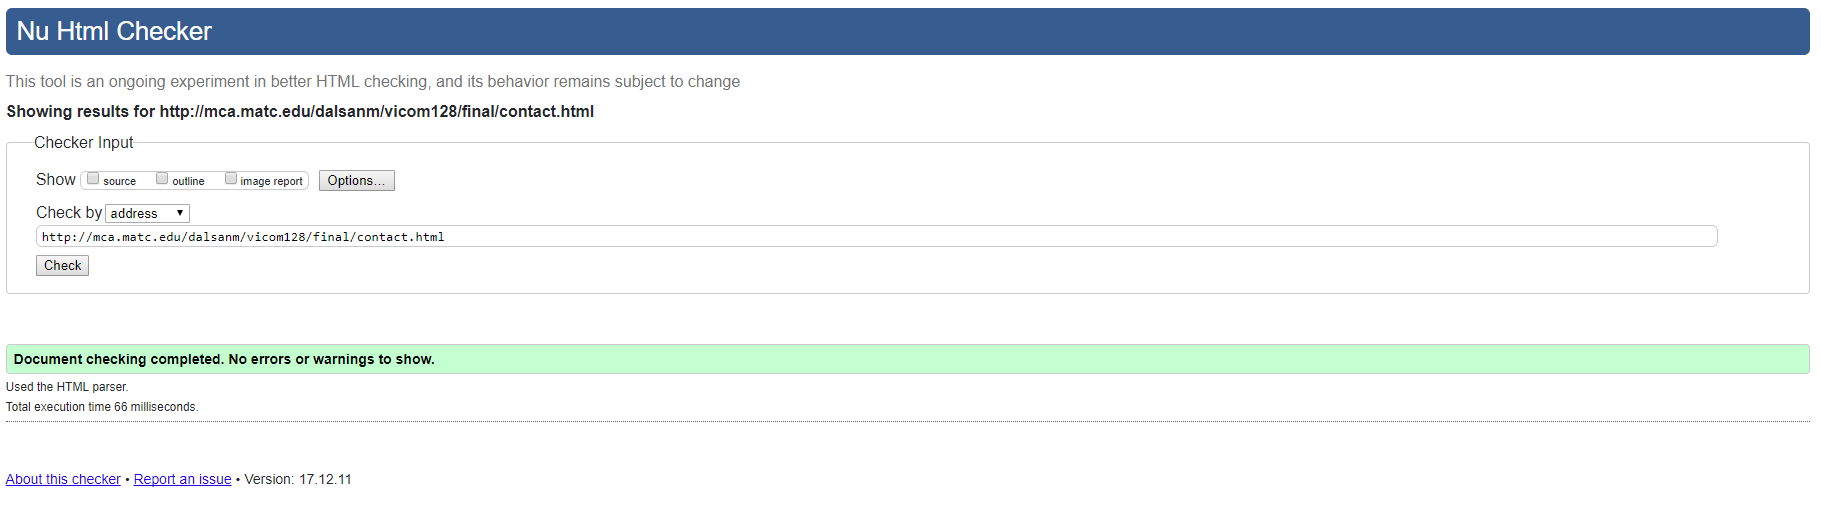 Nu Html Checker
This tool is an ongoing experiment in better HTML checking, and its behavior remains subject to change
Showing results for http://mca.matc.edu/dalsanm/vicom128/final/contact.html
Checker Input
Show source outline image report Options...
Check by address
http://mca.matc.edu/dalsanm/vicom128/final/contact.html
Check
Document checking completed. No errors or warnings to show.
Used the HTML parser.
Total execution time 66 milliseconds.
About this checker • Report an issue • Version: 17.12.11